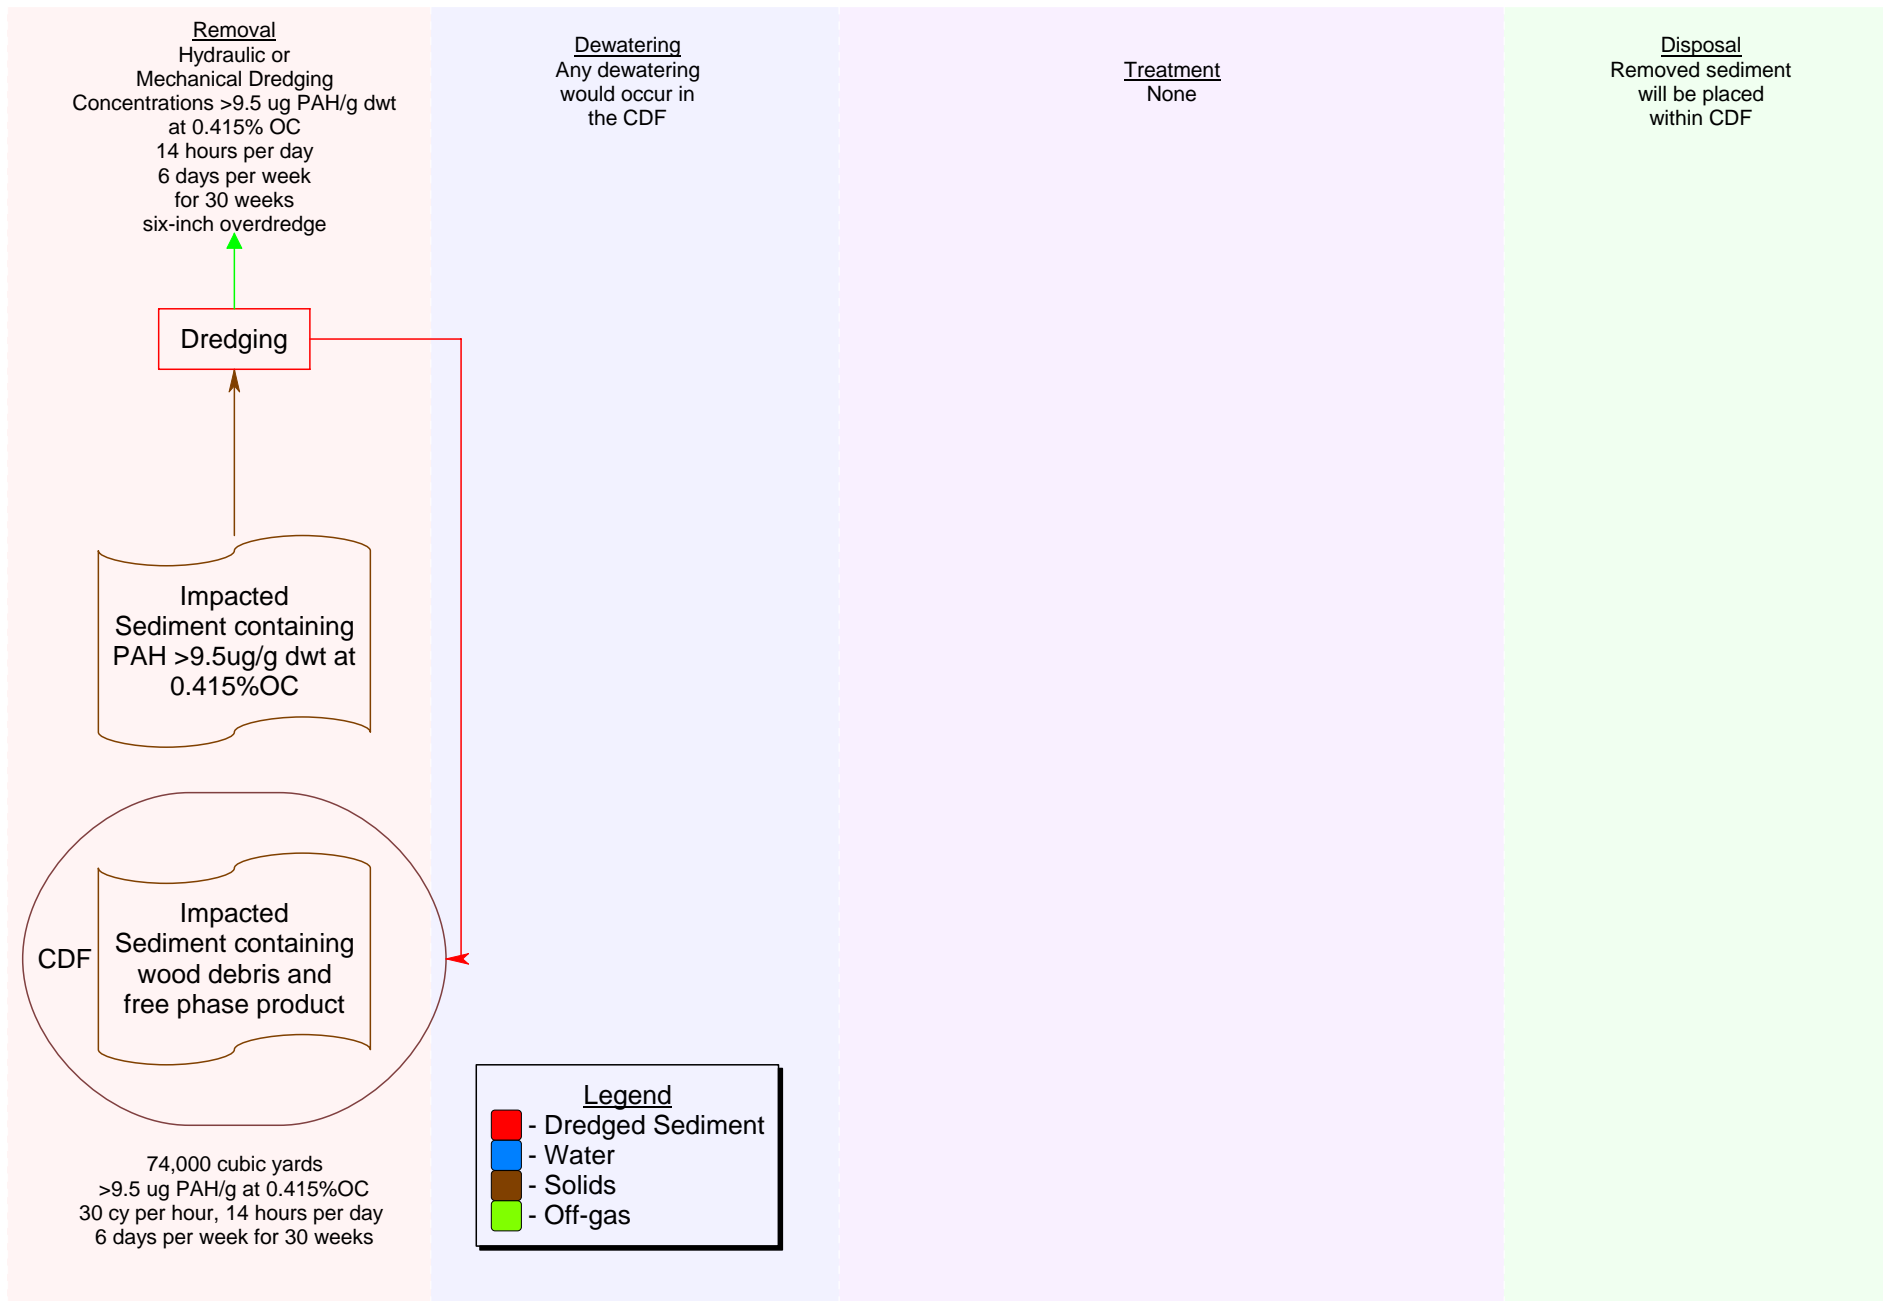 Removal
Hydraulic or
Mechanical Dredging
Concentrations >9.5 ug PAH/g dwt
at 0.415% OC
14 hours per day
6 days per week
for 30 weeks
six-inch overdredge
Dewatering
Any dewatering
would occur in
the CDF
Treatment
None
Disposal
Removed sediment
will be placed
within CDF
Dredging
Impacted
Sediment containing
PAH >9.5ug/g dwt at
0.415%OC
CDF
Impacted
Sediment containing
wood debris and
free phase product
74,000 cubic yards
>9.5 ug PAH/g at 0.415%OC
30 cy per hour, 14 hours per day
6 days per week for 30 weeks
Legend
- Dredged Sediment
- Water
- Solids
- Off-gas